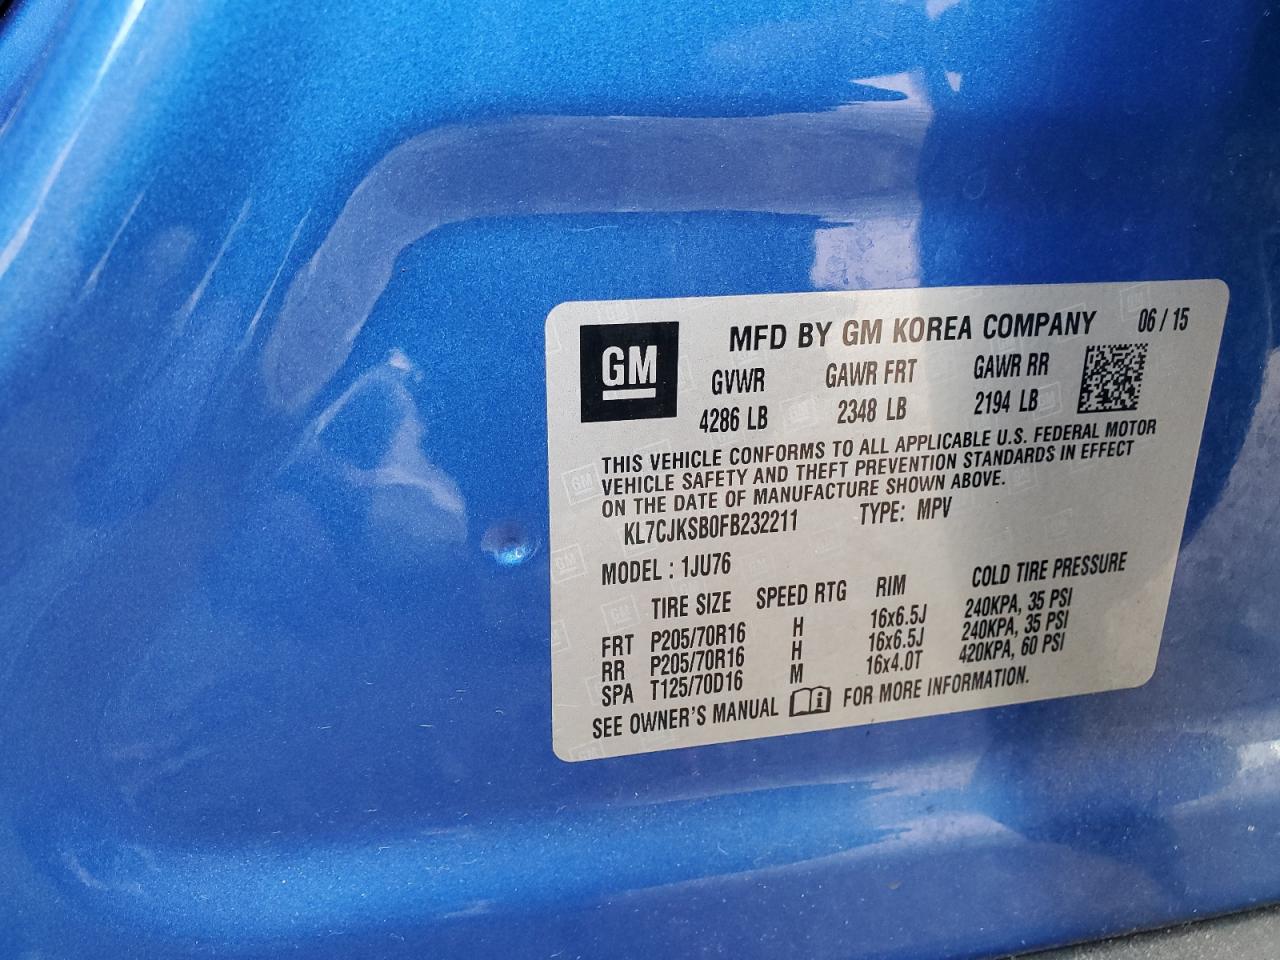 GM
MFD BY GM KOREA COMPANY 06/15
GVWR GAWR FRT GAWR RR
4286 LB 2348 LB 2194 LB
THIS VEHICLE CONFORMS TO ALL APPLICABLE U.S. FEDERAL MOTOR
VEHICLE SAFETY AND THEFT PREVENTION STANDARDS IN EFFECT
ON THE DATE OF MANUFACTURE SHOWN ABOVE.
KL7CJKSB0FB232211 TYPE: MPV
MODEL : 1JU76
TIRE SIZE SPEED RTG RIM COLD TIRE PRESSURE
FRT P205/70R16 H 16x6.5J 240KPA, 35 PSI
RR P205/70R16 H 16x6.5J 240KPA, 35 PSI
SPA T125/70D16 M 16x4.0T 420KPA, 60 PSI
SEE OWNER'S MANUAL FOR MORE INFORMATION.